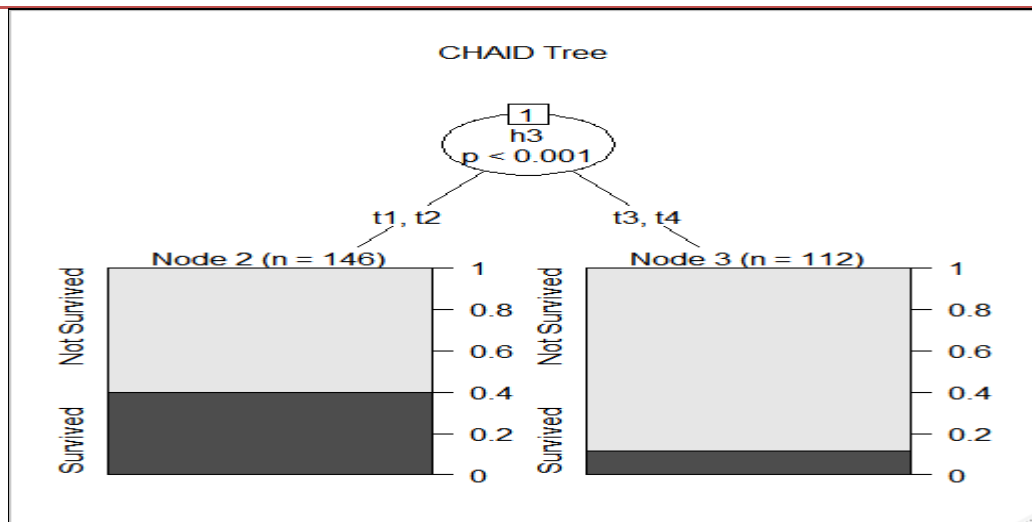 CHAID Tree
1
h3
p < 0.001
t1, t2
t3, t4
Node 2 (n = 146)
Not Survived
Survived
1
0.8
0.6
0.4
0.2
0
Node 3 (n = 112)
Not Survived
Survived
1
0.8
0.6
0.4
0.2
0